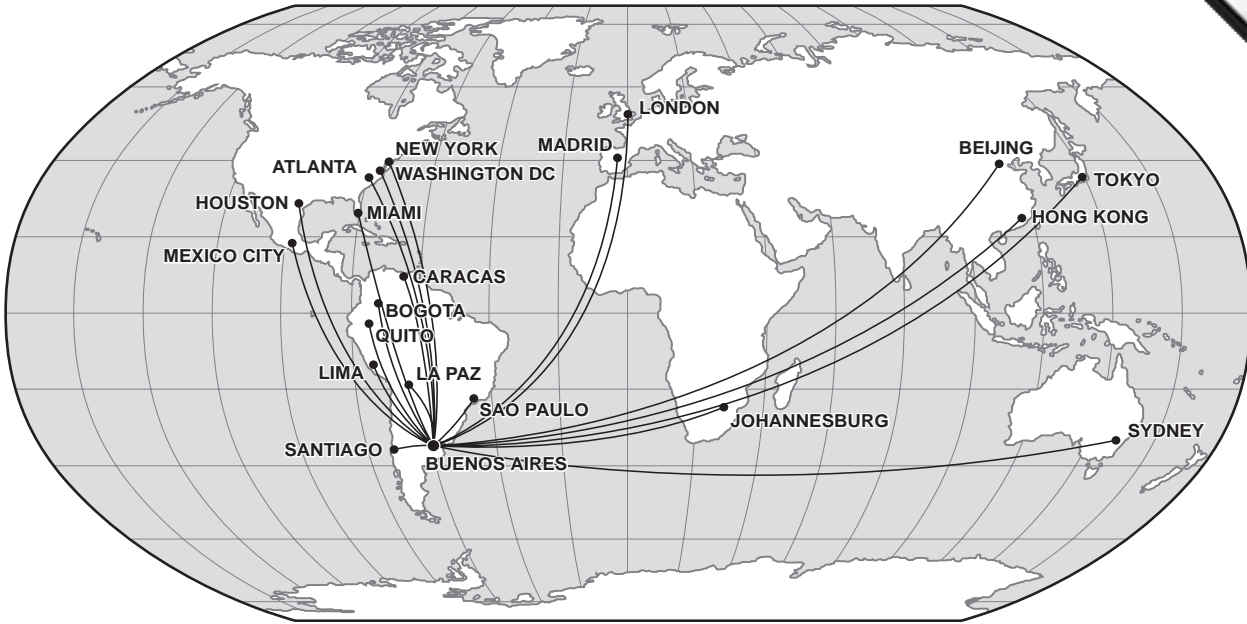 LONDON
NEW YORK
MADRID
BEIJING
ATLANTA
WASHINGTON DC
TOKYO
HOUSTON
MIAMI
HONG KONG
MEXICO CITY
CARACAS
BOGOTA
QUITO
LIMA
LA PAZ
SAO PAULO
JOHANNESBURG
SYDNEY
SANTIAGO
BUENOS AIRES